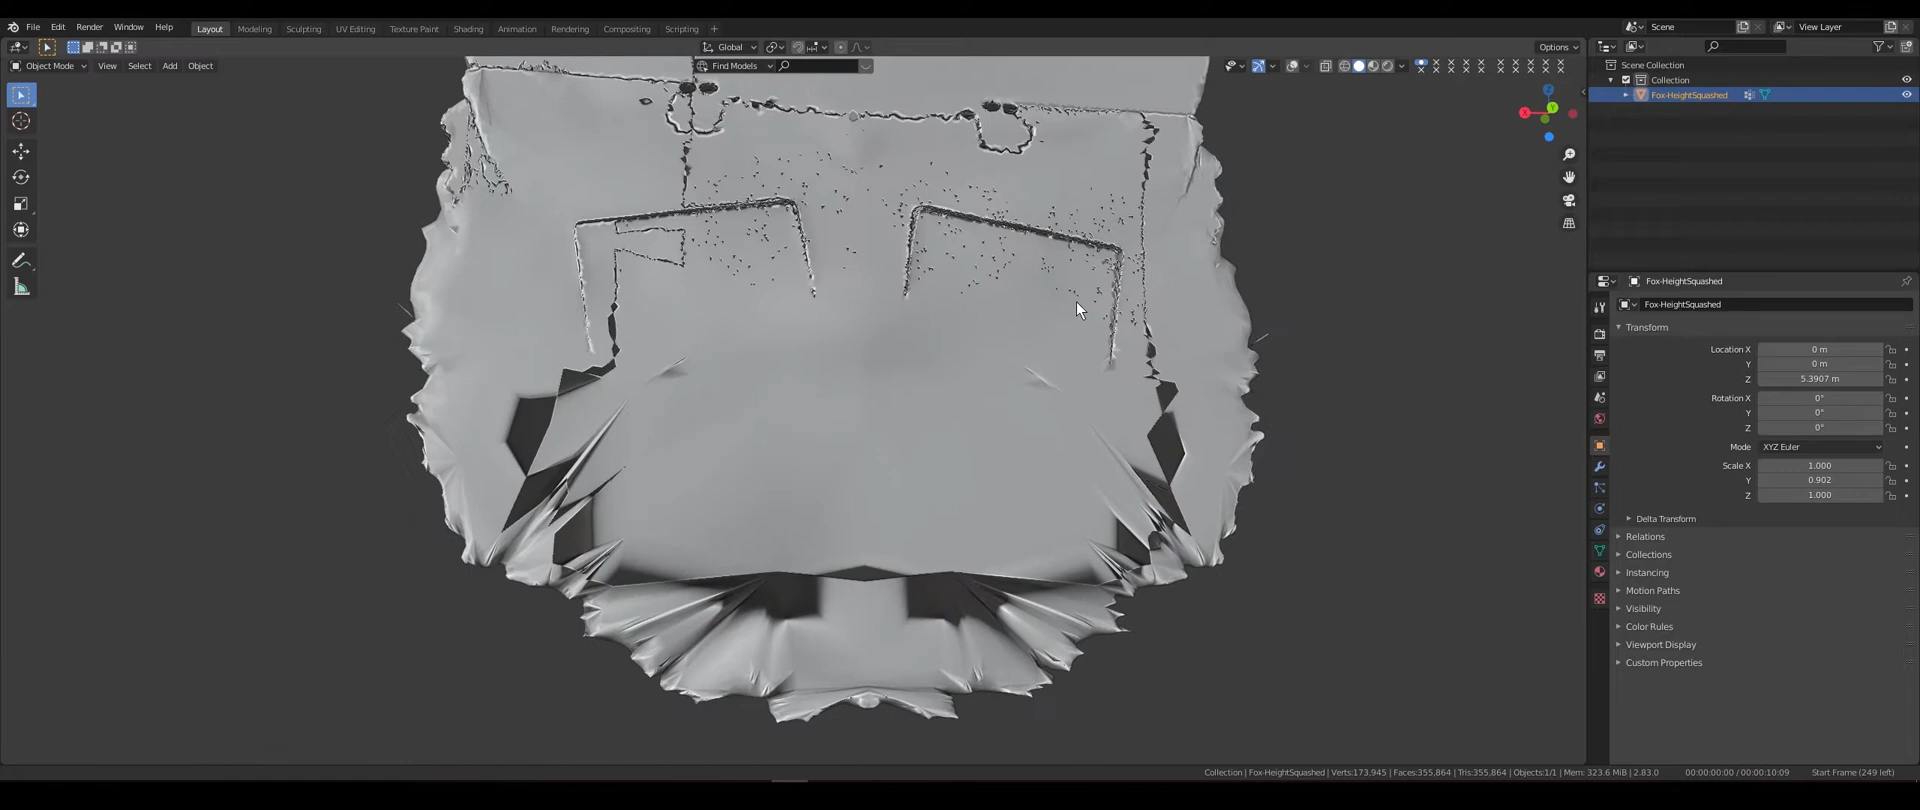 File Edit Render Window Help Layout Modeling Sculpting UV Editing Texture Paint Shading Animation Rendering Compositing Scripting + Scene View Layer
Global Options
Object Mode View Select Add Object Find Models
Scene Collection
Collection
Fox-HeightSquashed
Z
Y
X
Fox-HeightSquashed
Fox-HeightSquashed
Transform
Location X 0 m
Y 0 m
Z 5.3907 m
Rotation X 0°
Y 0°
Z 0°
Mode XYZ Euler
Scale X 1.000
Y 0.902
Z 1.000
Delta Transform
Relations
Collections
Instancing
Motion Paths
Visibility
Color Rules
Viewport Display
Custom Properties
Collection | Fox-HeightSquashed | Verts:173,945 | Faces:355,864 | Tris:355,864 | Objects:1/1 | Mem: 323.6 MiB | 2.83.0 00:00:00:00 / 00:00:10:09 Start Frame (249 left)